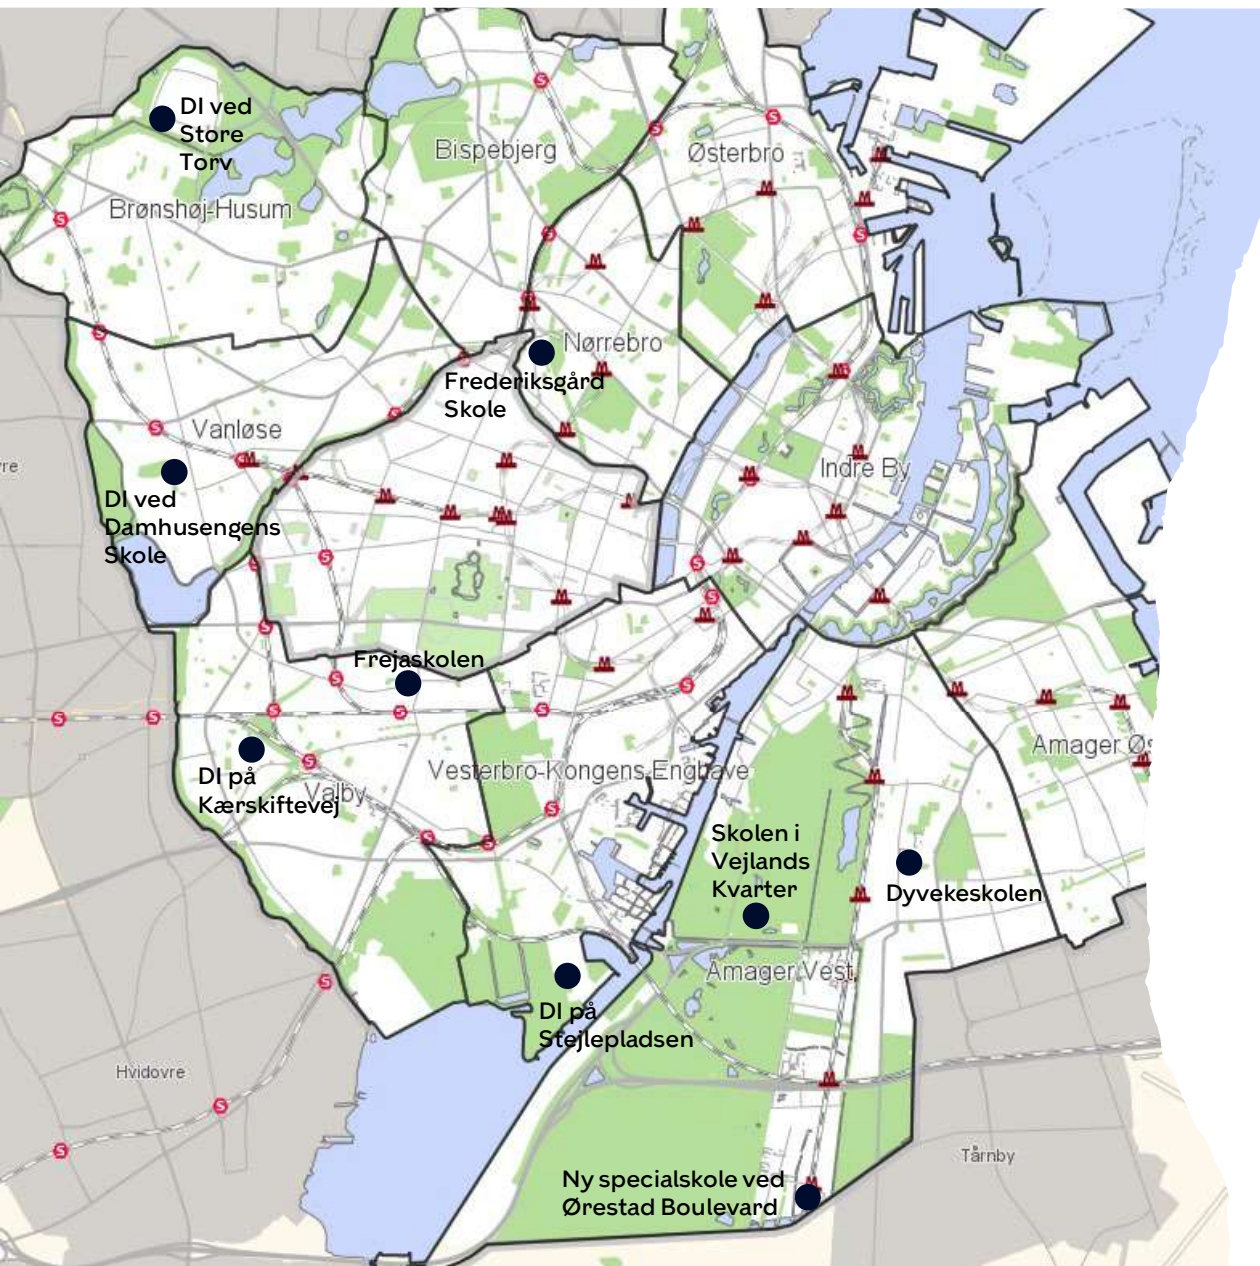 DI ved
Store
Torv
Bispebjerg
Østerbro
Brønshøj-Husum
Nørrebro
Frederiksgård
Skole
Vanløse
Indre By
DI ved
Damhusengens
Skole
Frejaskolen
Amager Øs
Vesterbro-Kongens Enghave
DI på
Kærskiftevej
Valby
Skolen i
Vejlands
Kvarter
Dyvekeskolen
Amager Vest
DI på
Stejlepladsen
Hvidovre
Tårnby
Ny specialskole ved
Ørestad Boulevard